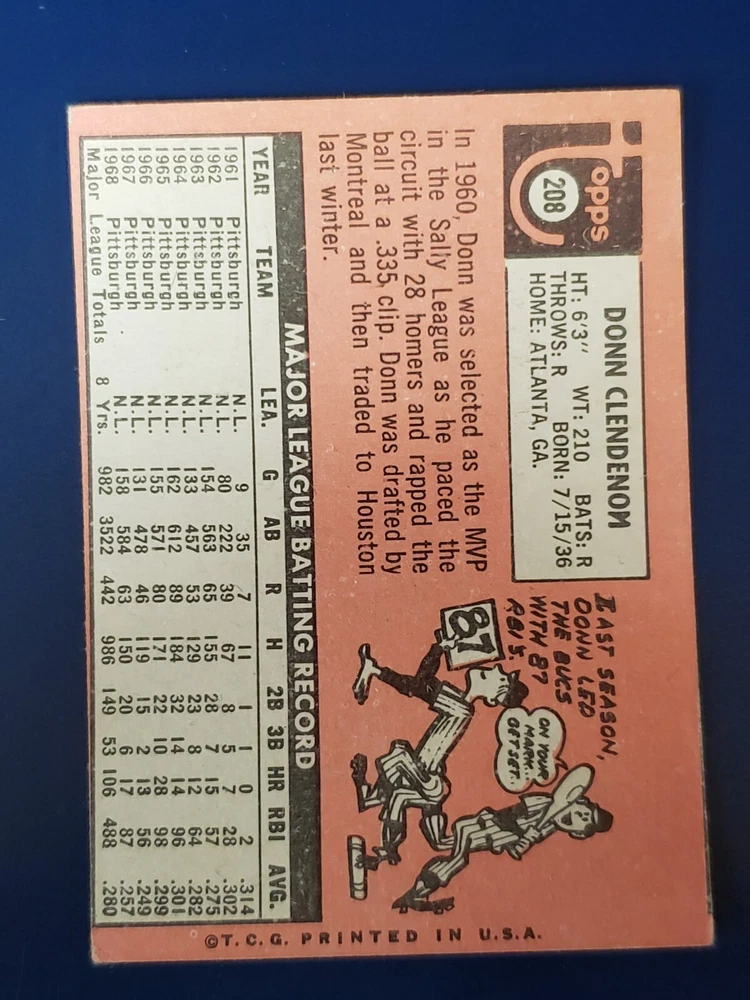 Topps
208
DONN CLENDENON
HT: 6'3" WT: 210 BATS: R
THROWS: R BORN: 7/15/36
HOME: ATLANTA, GA.
In 1960, Donn was selected as the MVP
in the Sally League as he paced the
circuit with 28 homers and rapped the
ball at a .335 clip. Donn was drafted by
Montreal and then traded to Houston
last winter.
LAST SEASON,
DONN LED
THE BUCS
WITH 87
RBI'S.
87
ON YOUR
MARK...
GET SET...
MAJOR LEAGUE BATTING RECORD
YEAR TEAM LEA. G AB R H 2B 3B HR RBI AVG.
1961 Pittsburgh N.L. 9 35 7 11 1 1 0 2 .314
1962 Pittsburgh N.L. 80 222 39 67 8 5 7 28 .302
1963 Pittsburgh N.L. 154 563 65 155 28 7 15 57 .275
1964 Pittsburgh N.L. 133 457 53 129 23 8 12 64 .282
1965 Pittsburgh N.L. 162 612 89 184 32 14 14 96 .301
1966 Pittsburgh N.L. 155 571 80 171 22 10 28 98 .299
1967 Pittsburgh N.L. 131 478 46 119 15 2 13 56 .249
1968 Pittsburgh N.L. 158 584 63 150 20 6 17 87 .257
Major League Totals 8 Yrs. 982 3522 442 986 149 53 106 488 .280
©T.C.G. PRINTED IN U.S.A.